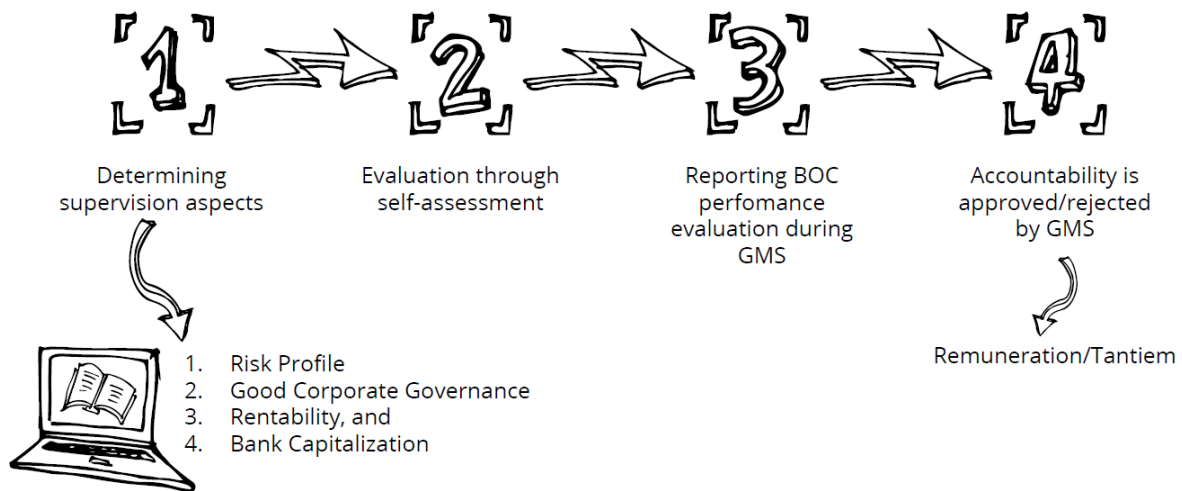 1
2
3
4
Determining
supervision aspects
Evaluation through
self-assessment
Reporting BOC
perfomance
evaluation during
GMS
Accountability is
approved/rejected
by GMS
1. Risk Profile
2. Good Corporate Governance
3. Rentability, and
4. Bank Capitalization
Remuneration/Tantiem